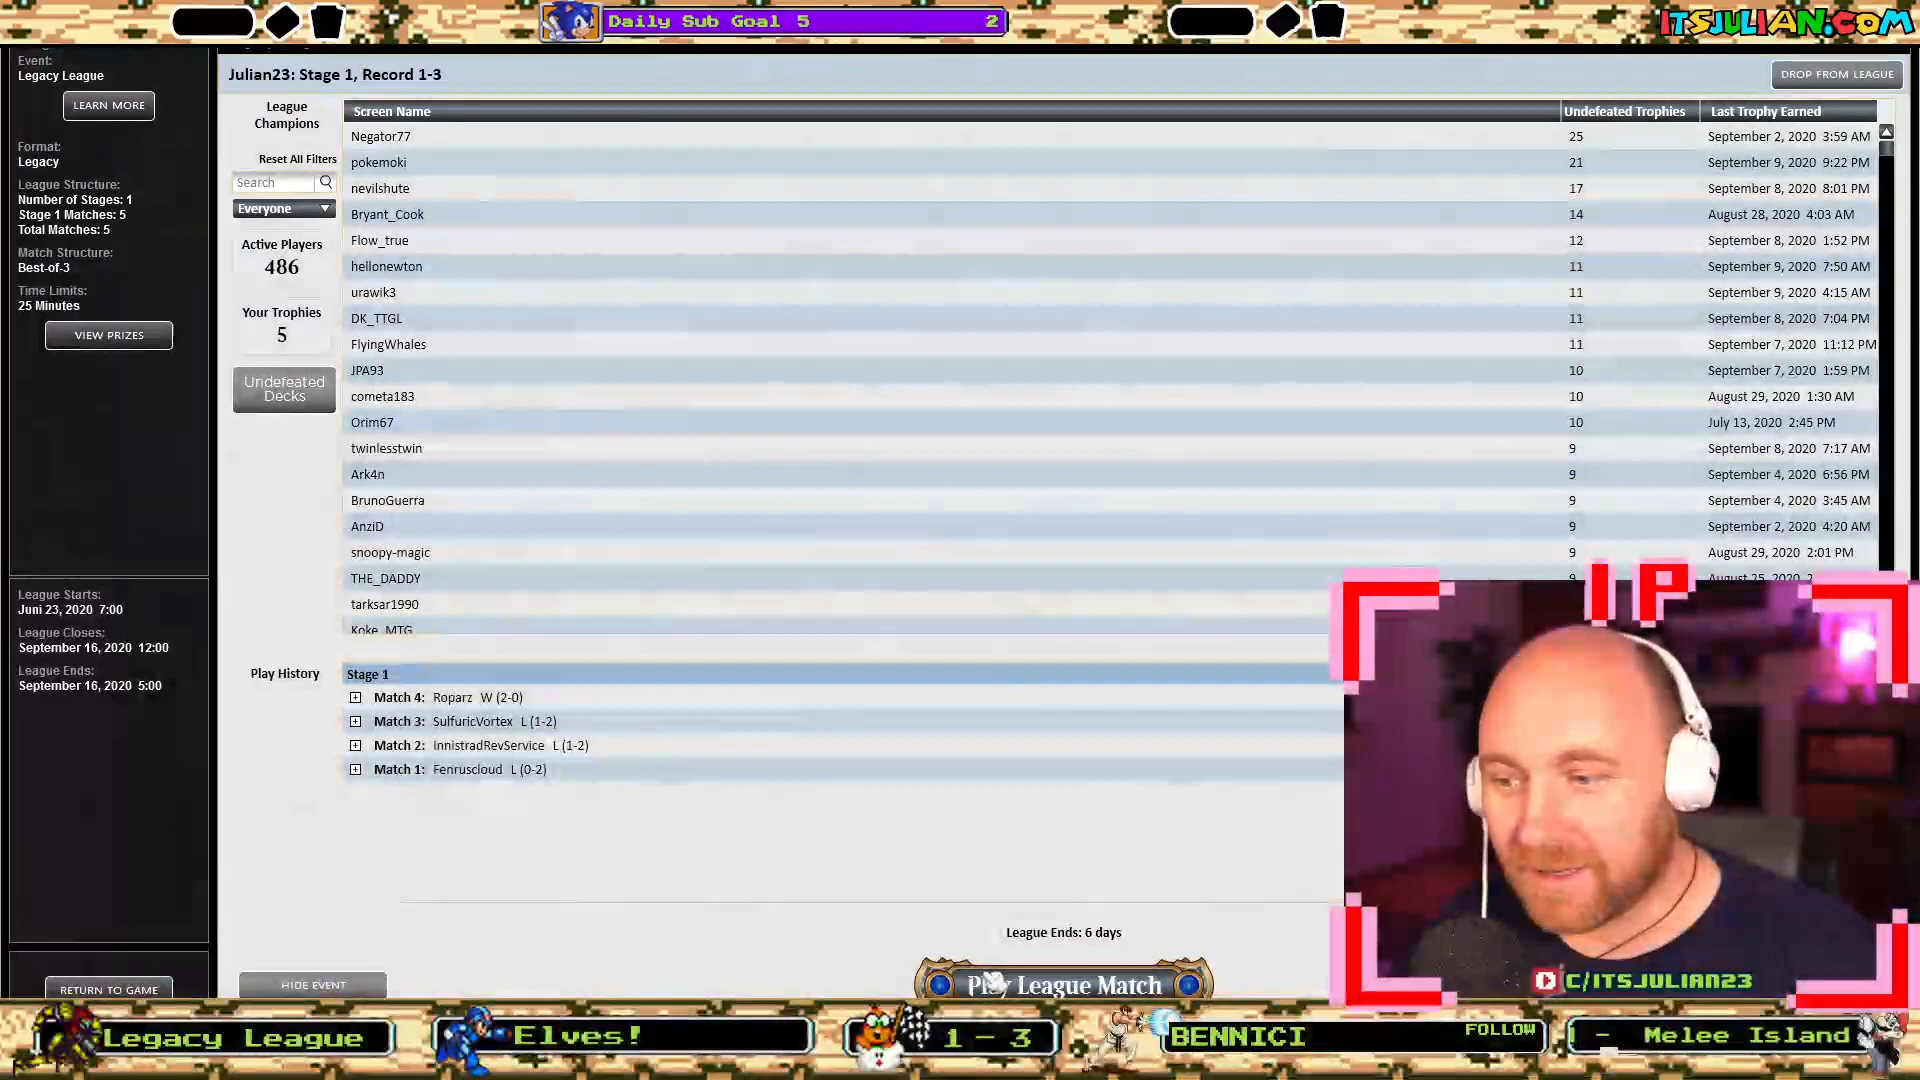 Daily Sub Goal 5 2
ITSJULIAN.COM
Event:
Legacy League
LEARN MORE
Format:
Legacy
League Structure:
Number of Stages: 1
Stage 1 Matches: 5
Total Matches: 5
Match Structure:
Best-of-3
Time Limits:
25 Minutes
VIEW PRIZES
League Starts:
Juni 23, 2020 7:00
League Closes:
September 16, 2020 12:00
League Ends:
September 16, 2020 5:00
RETURN TO GAME
Julian23: Stage 1, Record 1-3
DROP FROM LEAGUE
League
Champions
Reset All Filters
Search
Everyone
Active Players
486
Your Trophies
5
Undefeated
Decks
Screen Name Undefeated Trophies Last Trophy Earned
Negator77 25 September 2, 2020 3:59 AM
pokemoki 21 September 9, 2020 9:22 PM
nevilshute 17 September 8, 2020 8:01 PM
Bryant_Cook 14 August 28, 2020 4:03 AM
Flow_true 12 September 8, 2020 1:52 PM
hellonewton 11 September 9, 2020 7:50 AM
urawik3 11 September 9, 2020 4:15 AM
DK_TTGL 11 September 8, 2020 7:04 PM
FlyingWhales 11 September 7, 2020 11:12 PM
JPA93 10 September 7, 2020 1:59 PM
cometa183 10 August 29, 2020 1:30 AM
Orim67 10 July 13, 2020 2:45 PM
twinlesstwin 9 September 8, 2020 7:17 AM
Ark4n 9 September 4, 2020 6:56 PM
BrunoGuerra 9 September 4, 2020 3:45 AM
AnziD 9 September 2, 2020 4:20 AM
snoopy-magic 9 August 29, 2020 2:01 PM
THE_DADDY 9 August 25, 2020
tarksar1990
Koke_MTG
Play History
Stage 1
Match 4: Roparz W (2-0)
Match 3: SulfuricVortex L (1-2)
Match 2: InnistradRevService L (1-2)
Match 1: Fenruscloud L (0-2)
League Ends: 6 days
Play League Match
HIDE EVENT
1P
C/ITSJULIAN23
Legacy League
Elves!
1 - 3
BENNICI FOLLOW
- Melee Island